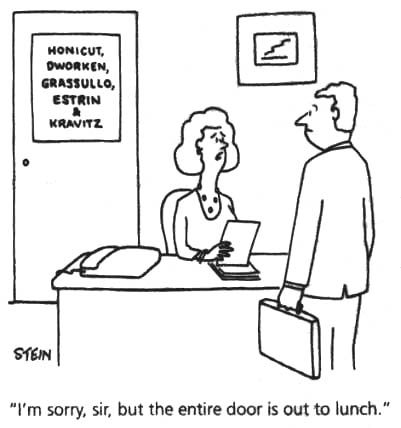 HONICUT,
DWORKEN,
GRASSULLO,
ESTRIN
&
KRAVITZ
STEIN
"I'm sorry, sir, but the entire door is out to lunch."